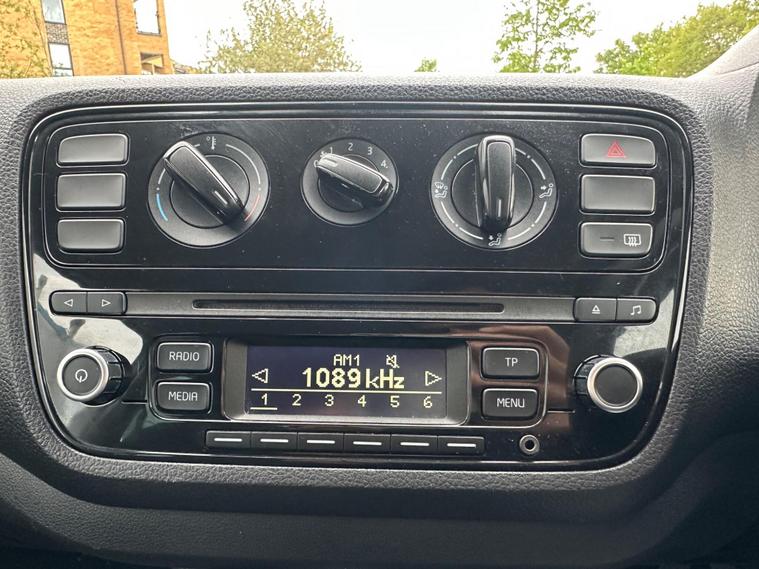 1 2 3 4
RADIO
MEDIA
AM1
1089 kHz
1 2 3 4 5 6
TP
MENU